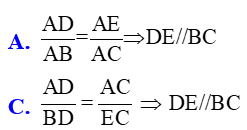 A. AD/AB = AE/AC ⇒ DE//BC
C. AD/BD = AC/EC ⇒ DE//BC